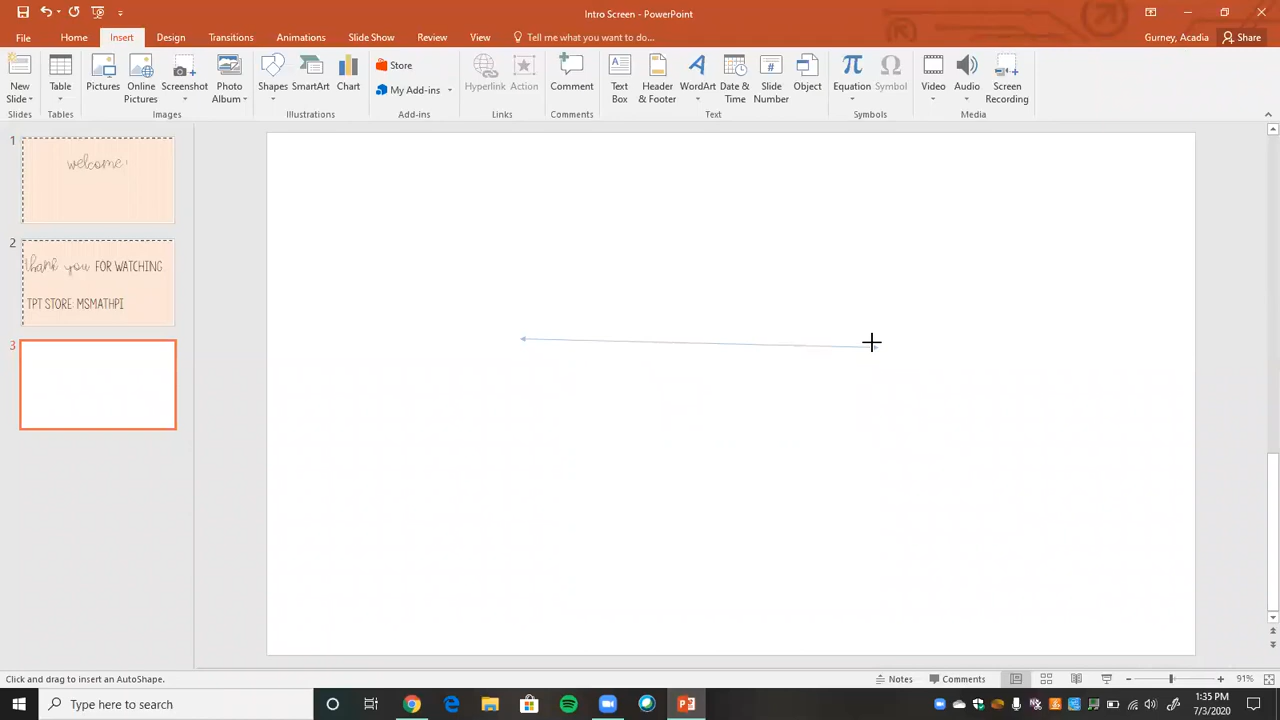 Intro Screen - PowerPoint
File Home Insert Design Transitions Animations Slide Show Review View Tell me what you want to do... Gurney, Acadia Share
New Slide
Table
Pictures
Online Pictures
Screenshot
Photo Album
Shapes
SmartArt
Chart
Store
My Add-ins
Hyperlink
Action
Comment
Text Box
Header & Footer
WordArt
Date & Time
Slide Number
Object
Equation
Symbol
Video
Audio
Screen Recording
Slides Tables Images Illustrations Add-ins Links Comments Text Symbols Media
1
welcome!
2
thank you FOR WATCHING
TPT STORE: MSMATHPI
3
Click and drag to insert an AutoShape.
Notes Comments 91%
Type here to search
1:35 PM
7/3/2020